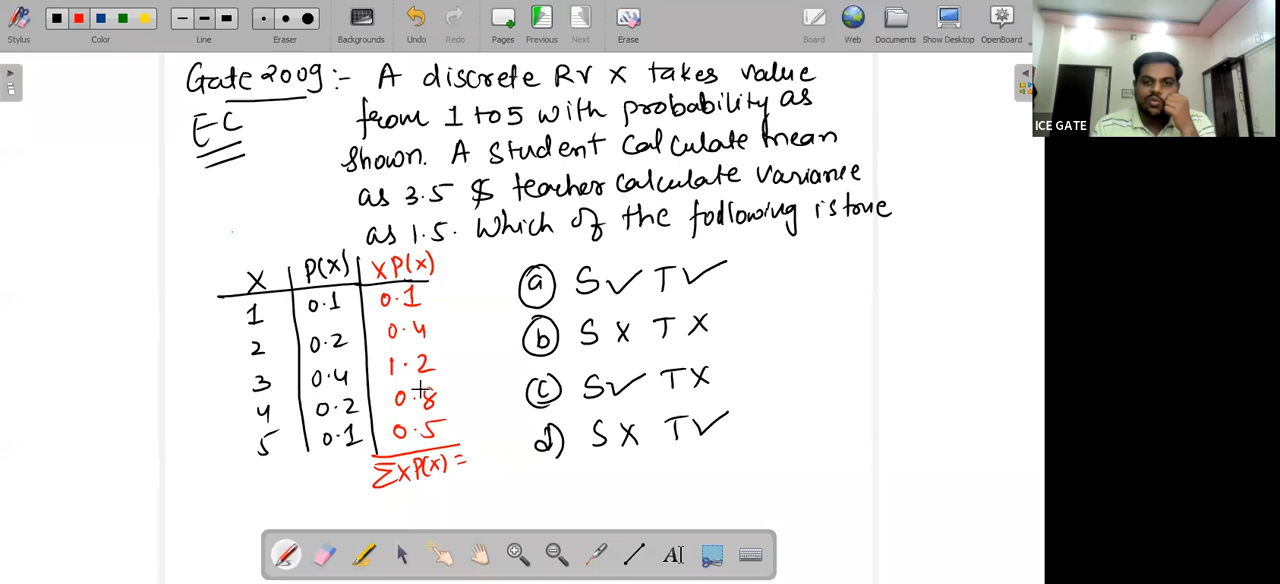 Stylus Color Line Eraser Backgrounds Undo Redo Pages Previous Next Erase Board Web Documents Show Desktop OpenBoard
ICE GATE
Gate 2009:- A discrete RV X takes value
EC from 1 to 5 with probability as
shown. A Student Calculate mean
as 3.5 $ teacher calculate variance
as 1.5. Which of the following is true
X P(X) XP(X)
1 0.1 0.1
2 0.2 0.4
3 0.4 1.2
4 0.2 0.8
5 0.1 0.5
ΣXP(X) =
(a) S✓ T✓
(b) S X T X
(c) S✓ TX
d) S X T✓